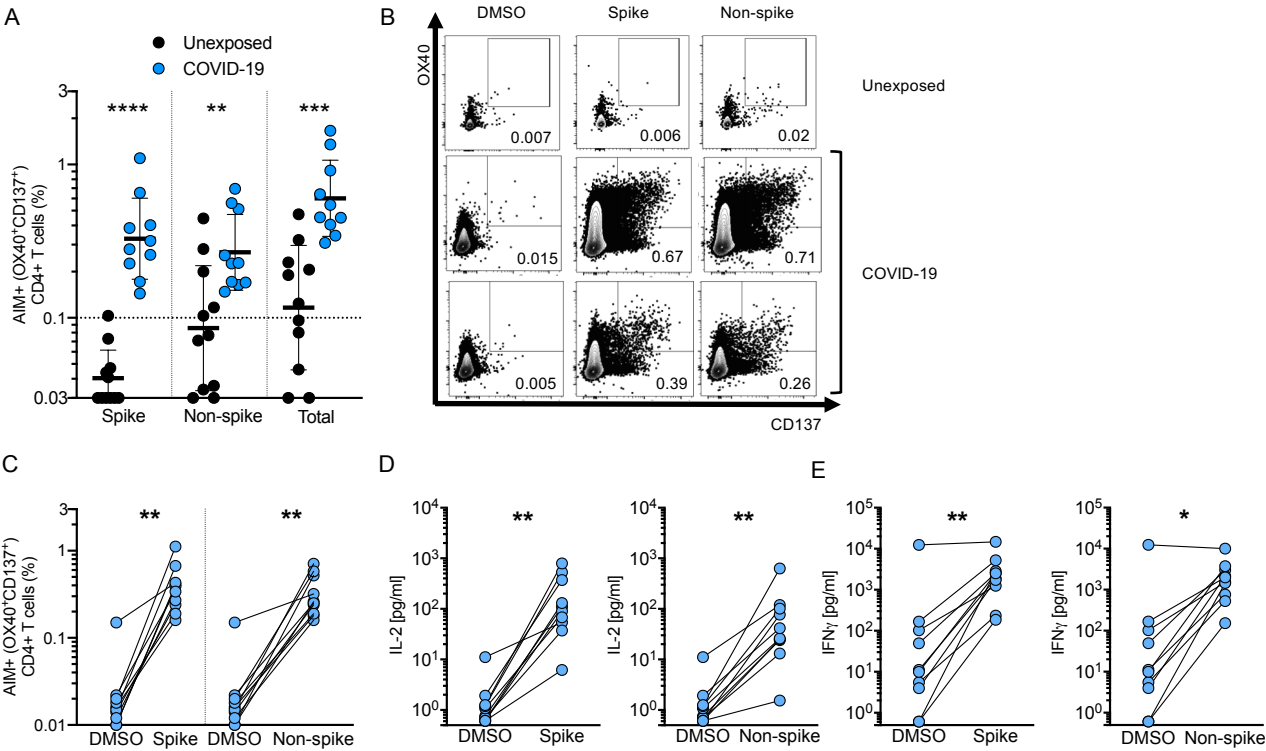 A
Unexposed
COVID-19
3
1
0.1
0.03
AIM+ (OX40⁺CD137⁺)
CD4+ T cells (%)
****
**
***
Spike
Non-spike
Total
B
DMSO
Spike
Non-spike
OX40
0.007
0.006
0.02
Unexposed
0.015
0.67
0.71
COVID-19
0.005
0.39
0.26
CD137
C
3
1
0.1
0.01
AIM+ (OX40⁺CD137⁺)
CD4+ T cells (%)
**
**
DMSO Spike
DMSO Non-spike
D
10⁴
10³
10²
10¹
10⁰
IL-2 [pg/ml]
**
DMSO Spike
10⁴
10³
10²
10¹
10⁰
IL-2 [pg/ml]
**
DMSO Non-spike
E
10⁵
10⁴
10³
10²
10¹
10⁰
IFNγ [pg/ml]
**
DMSO Spike
10⁵
10⁴
10³
10²
10¹
10⁰
IFNγ [pg/ml]
*
DMSO Non-spike